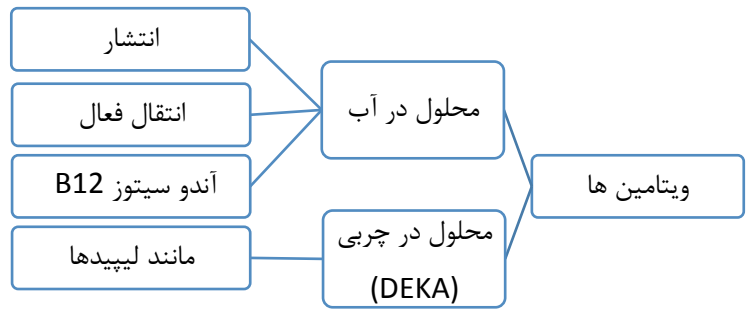 ویتامین ها
محلول در آب
انتشار
انتقال فعال
آندو سیتوز B12
محلول در چربی
(DEKA)
مانند لیپیدها